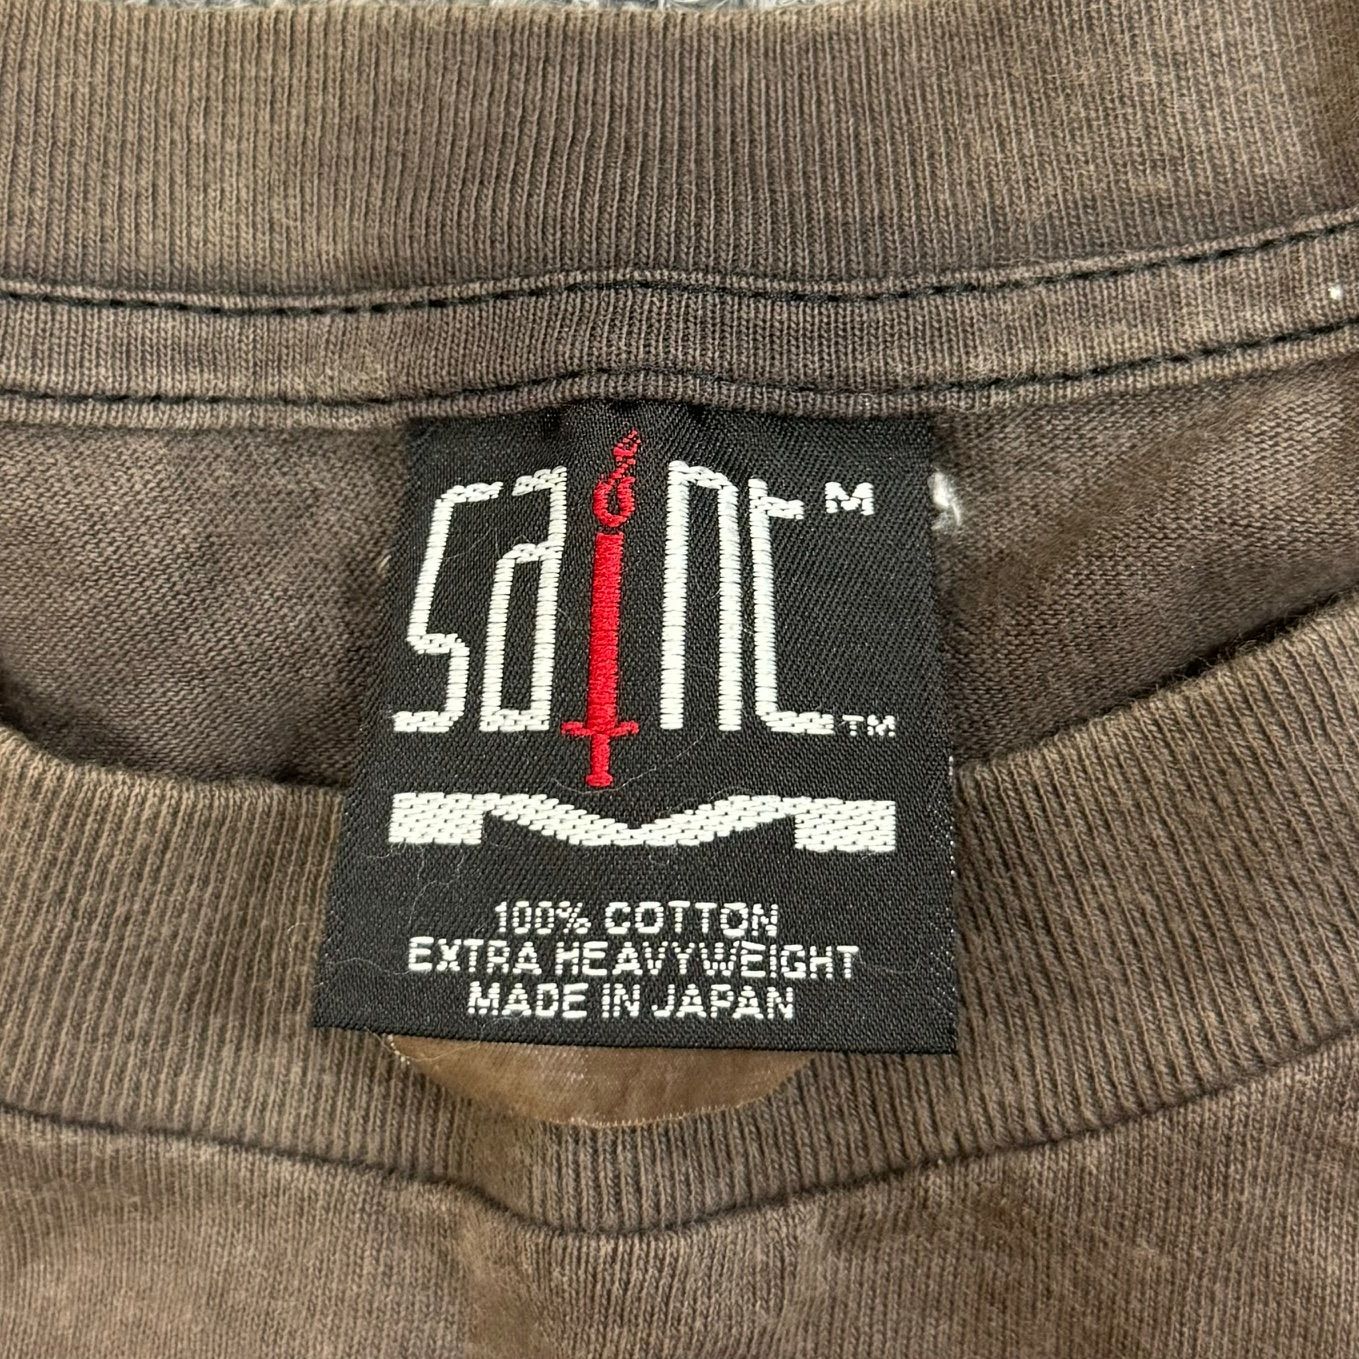 SaInt M
TM
100% COTTON
EXTRA HEAVYWEIGHT
MADE IN JAPAN